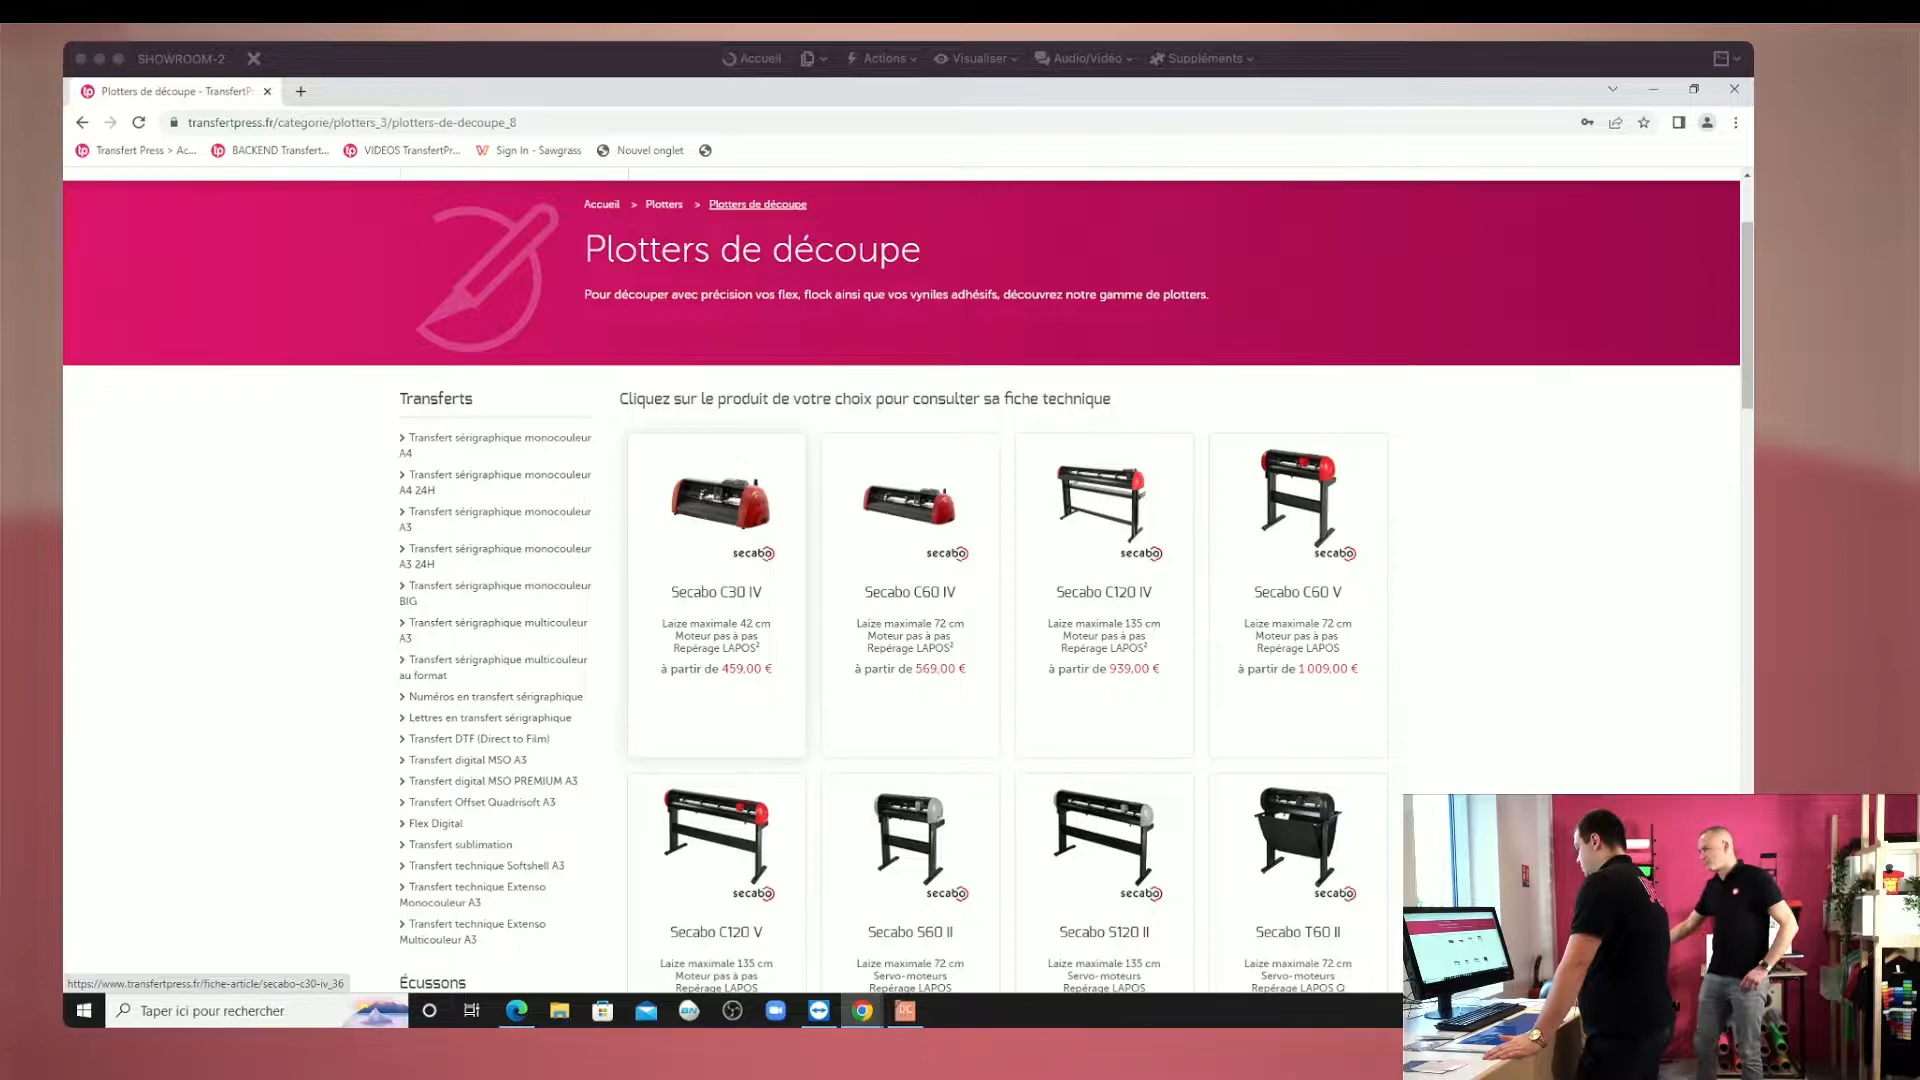 SHOWROOM-2
Accueil
Actions
Visualiser
Audio/Vidéo
Suppléments
Plotters de découpe - TransfertPr
transfertpress.fr/categorie/plotters_3/plotters-de-decoupe_8
Transfert Press > Ac...
BACKEND Transfert...
VIDEOS TransfertPr...
Sign In - Sawgrass
Nouvel onglet
Accueil > Plotters > Plotters de découpe
Plotters de découpe
Pour découper avec précision vos flex, flock ainsi que vos vyniles adhésifs, découvrez notre gamme de plotters.
Transferts
Transfert sérigraphique monocouleur
A4
Transfert sérigraphique monocouleur
A4 24H
Transfert sérigraphique monocouleur
A3
Transfert sérigraphique monocouleur
A3 24H
Transfert sérigraphique monocouleur
BIG
Transfert sérigraphique multicouleur
A3
Transfert sérigraphique multicouleur
au format
Numéros en transfert sérigraphique
Lettres en transfert sérigraphique
Transfert DTF (Direct to Film)
Transfert digital MSO A3
Transfert digital MSO PREMIUM A3
Transfert Offset Quadrisoft A3
Flex Digital
Transfert sublimation
Transfert technique Softshell A3
Transfert technique Extenso
Monocouleur A3
Transfert technique Extenso
Multicouleur A3
Écussons
Cliquez sur le produit de votre choix pour consulter sa fiche technique
secabo
Secabo C30 IV
Laize maximale 42 cm
Moteur pas à pas
Repérage LAPOS²
à partir de 459,00 €
secabo
Secabo C60 IV
Laize maximale 72 cm
Moteur pas à pas
Repérage LAPOS²
à partir de 569,00 €
secabo
Secabo C120 IV
Laize maximale 135 cm
Moteur pas à pas
Repérage LAPOS²
à partir de 939,00 €
secabo
Secabo C60 V
Laize maximale 72 cm
Moteur pas à pas
Repérage LAPOS
à partir de 1 009,00 €
secabo
Secabo C120 V
Laize maximale 135 cm
Moteur pas à pas
Repérage LAPOS
secabo
Secabo S60 II
Laize maximale 72 cm
Servo-moteurs
Repérage LAPOS
secabo
Secabo S120 II
Laize maximale 135 cm
Servo-moteurs
Repérage LAPOS
secabo
Secabo T60 II
Laize maximale 72 cm
Servo-moteurs
Repérage LAPOS Q
https://www.transfertpress.fr/fiche-article/secabo-c30-iv_36
Taper ici pour rechercher